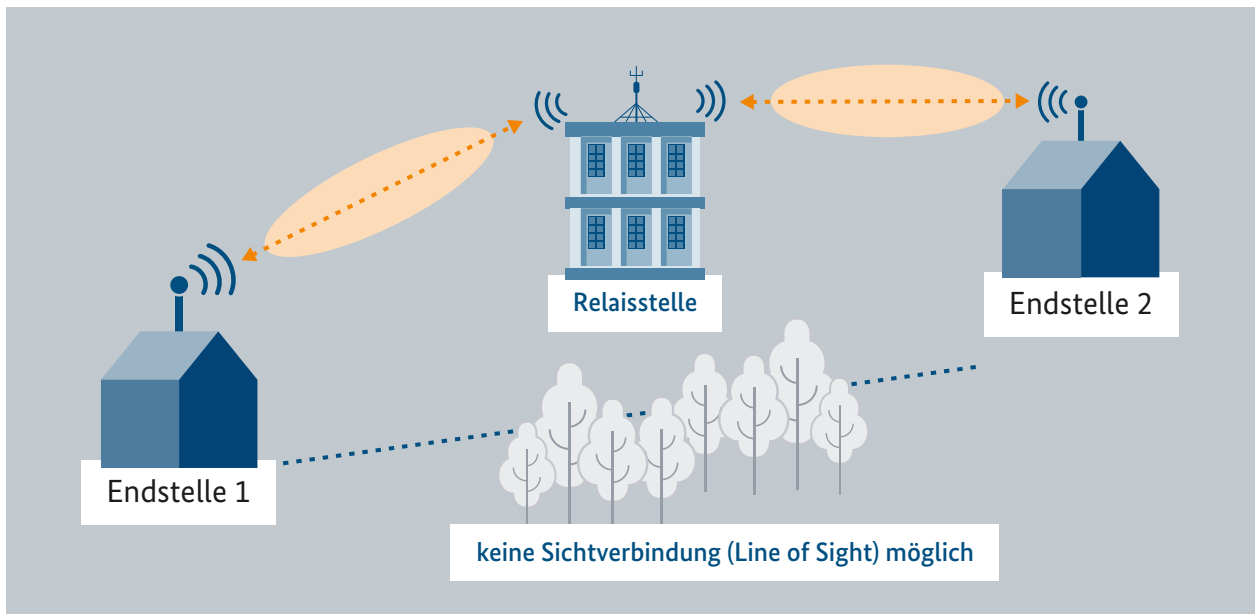 Relaisstelle
Endstelle 2
Endstelle 1
keine Sichtverbindung (Line of Sight) möglich